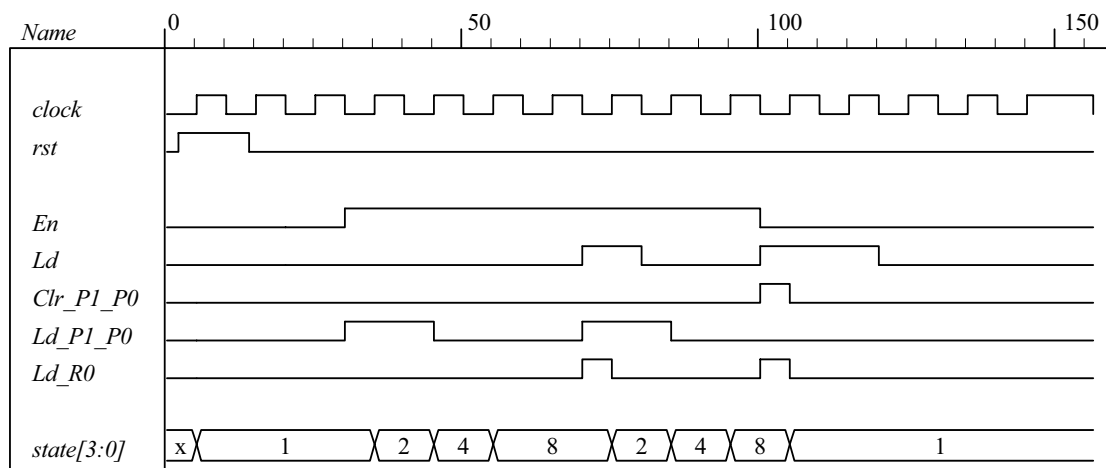 Name 0 50 100 150
clock
rst
En
Ld
Clr_P1_P0
Ld_P1_P0
Ld_R0
state[3:0] x 1 2 4 8 2 4 8 1